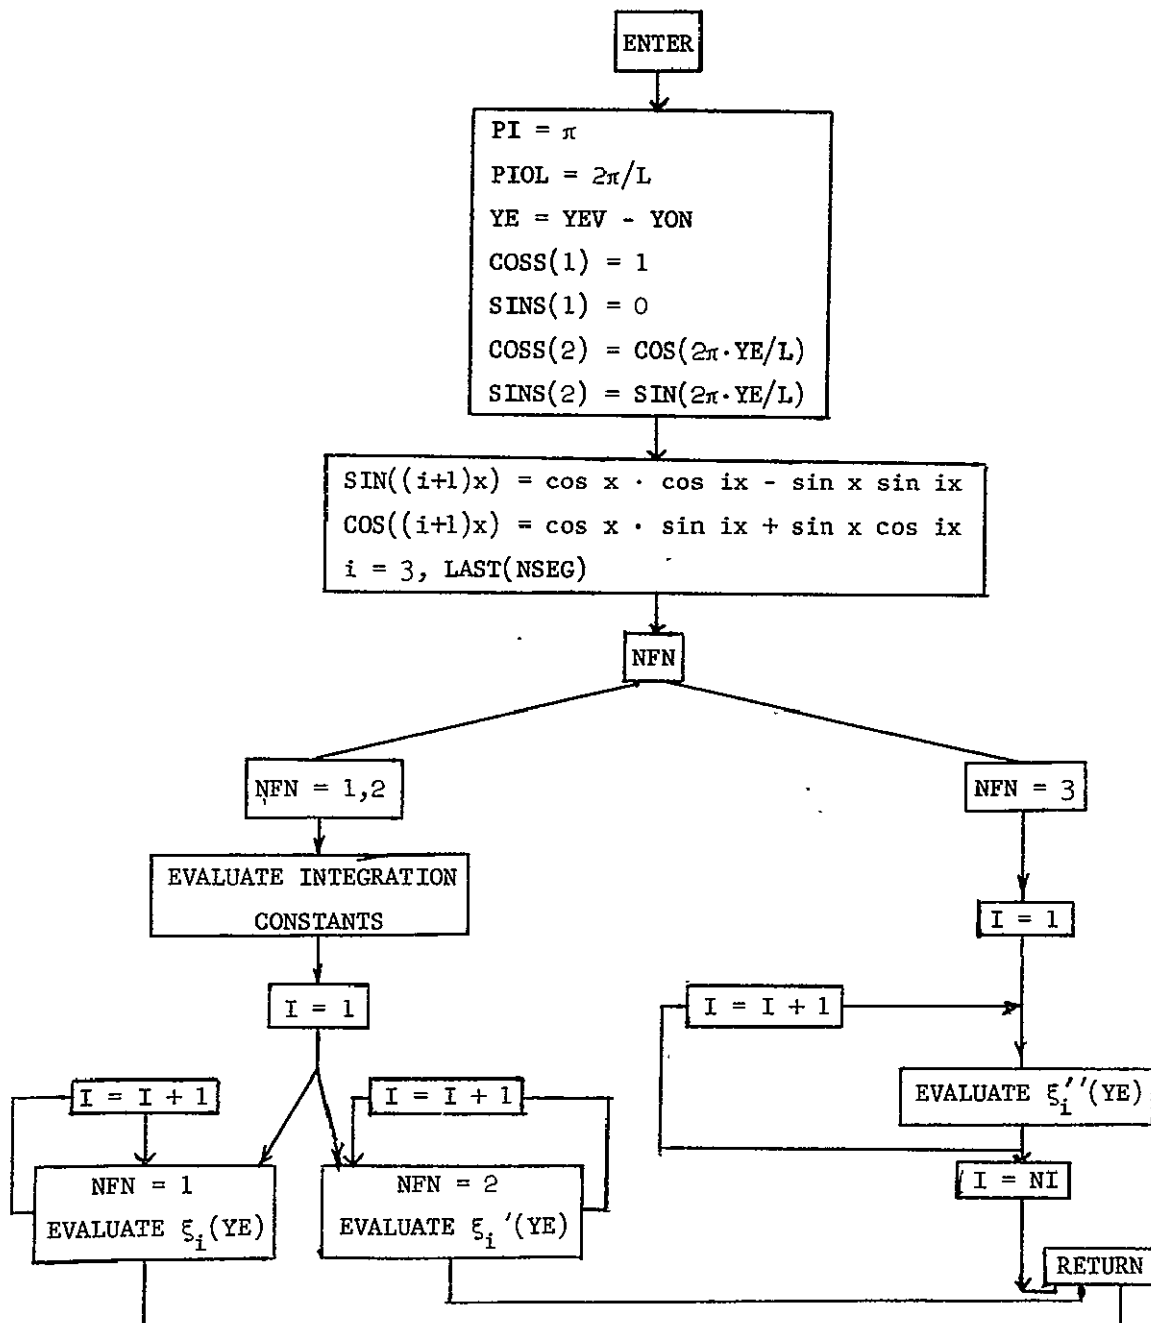 ENTER
PI = π
PIOL = 2π/L
YE = YEV - YON
COSS(1) = 1
SINS(1) = 0
COSS(2) = COS(2π·YE/L)
SINS(2) = SIN(2π·YE/L)
SIN((i+1)x) = cos x · cos ix - sin x sin ix
COS((i+1)x) = cos x · sin ix + sin x cos ix
i = 3, LAST(NSEG)
NFN
NFN = 1,2
NFN = 3
EVALUATE INTEGRATION
CONSTANTS
I = 1
I = 1
I = I + 1
I = I + 1
I = I + 1
EVALUATE ξᵢ''(YE)
NFN = 1
EVALUATE ξᵢ(YE)
NFN = 2
EVALUATE ξᵢ'(YE)
I = NI
RETURN